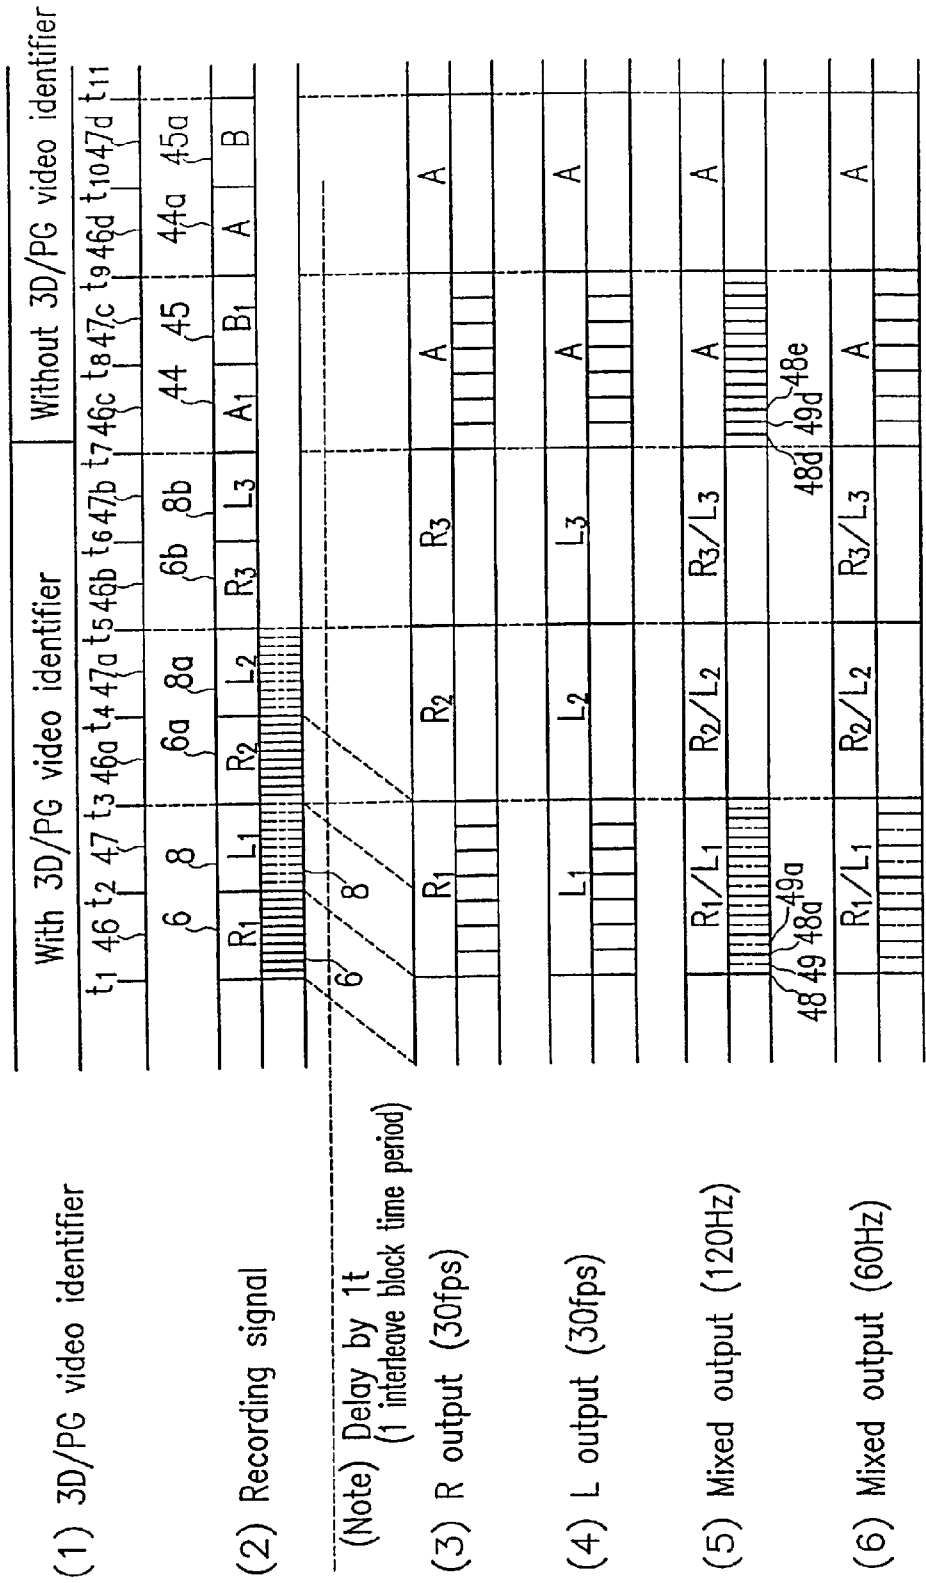 (1) 3D/PG video identifier
With 3D/PG video identifier Without 3D/PG video identifier
t1 46 t2 47 t3 46a t4 47a t5 46b t6 47b t7 46c t8 47c t9 46d t10 47d t11
6 8 6a 8a 6b 8b 44 45 44a 45a
(2) Recording signal
R1 L1 R2 L2 R3 L3 A1 B1 A B
6 8
(Note) Delay by 1t
(1 interleave block time period)
(3) R output (30fps)
R1 R2 R3 A A
(4) L output (30fps)
L1 L2 L3 A A
(5) Mixed output (120Hz)
R1/L1 R2/L2 R3/L3 A A
48 49 48a 49a 48d 49d 48e
(6) Mixed output (60Hz)
R1/L1 R2/L2 R3/L3 A A